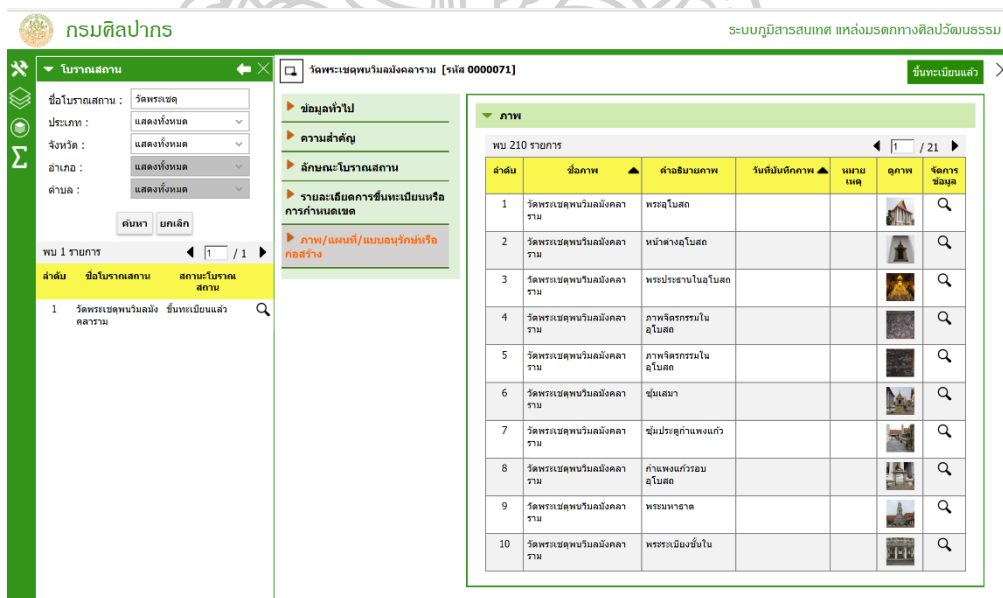 กรมศิลปากร
ระบบภูมิสารสนเทศ แหล่งมรดกทางศิลปวัฒนธรรม
โบราณสถาน
ชื่อโบราณสถาน : วัดพระเชตุ
ประเภท : แสดงทั้งหมด
จังหวัด : แสดงทั้งหมด
อำเภอ : แสดงทั้งหมด
ตำบล : แสดงทั้งหมด
ค้นหา ยกเลิก
พบ 1 รายการ 1 / 1
ลำดับ ชื่อโบราณสถาน สถานะโบราณ
สถาน
1 วัดพระเชตุพนวิมลมัง ขึ้นทะเบียนแล้ว
คลาราม
วัดพระเชตุพนวิมลมังคลาราม [รหัส 0000071]
ขึ้นทะเบียนแล้ว
ข้อมูลทั่วไป
ความสำคัญ
ลักษณะโบราณสถาน
รายละเอียดการขึ้นทะเบียนหรือ
การกำหนดเขต
ภาพ/แผนที่/แบบอนุรักษ์หรือ
ก่อสร้าง
ภาพ
พบ 210 รายการ 1 / 21
ลำดับ ชื่อภาพ คำอธิบายภาพ วันที่บันทึกภาพ หมาย ดูภาพ จัดการ
เหตุ ข้อมูล
1 วัดพระเชตุพนวิมลมังคลา พระอุโบสถ
ราม
2 วัดพระเชตุพนวิมลมังคลา หน้าต่างอุโบสถ
ราม
3 วัดพระเชตุพนวิมลมังคลา พระประธานในอุโบสถ
ราม
4 วัดพระเชตุพนวิมลมังคลา ภาพจิตรกรรมใน
ราม อุโบสถ
5 วัดพระเชตุพนวิมลมังคลา ภาพจิตรกรรมใน
ราม อุโบสถ
6 วัดพระเชตุพนวิมลมังคลา ซุ้มเสมา
ราม
7 วัดพระเชตุพนวิมลมังคลา ซุ้มประตูกำแพงแก้ว
ราม
8 วัดพระเชตุพนวิมลมังคลา กำแพงแก้วรอบ
ราม อุโบสถ
9 วัดพระเชตุพนวิมลมังคลา พระมหาธาต
ราม
10 วัดพระเชตุพนวิมลมังคลา พระระเบียงชั้นใน
ราม